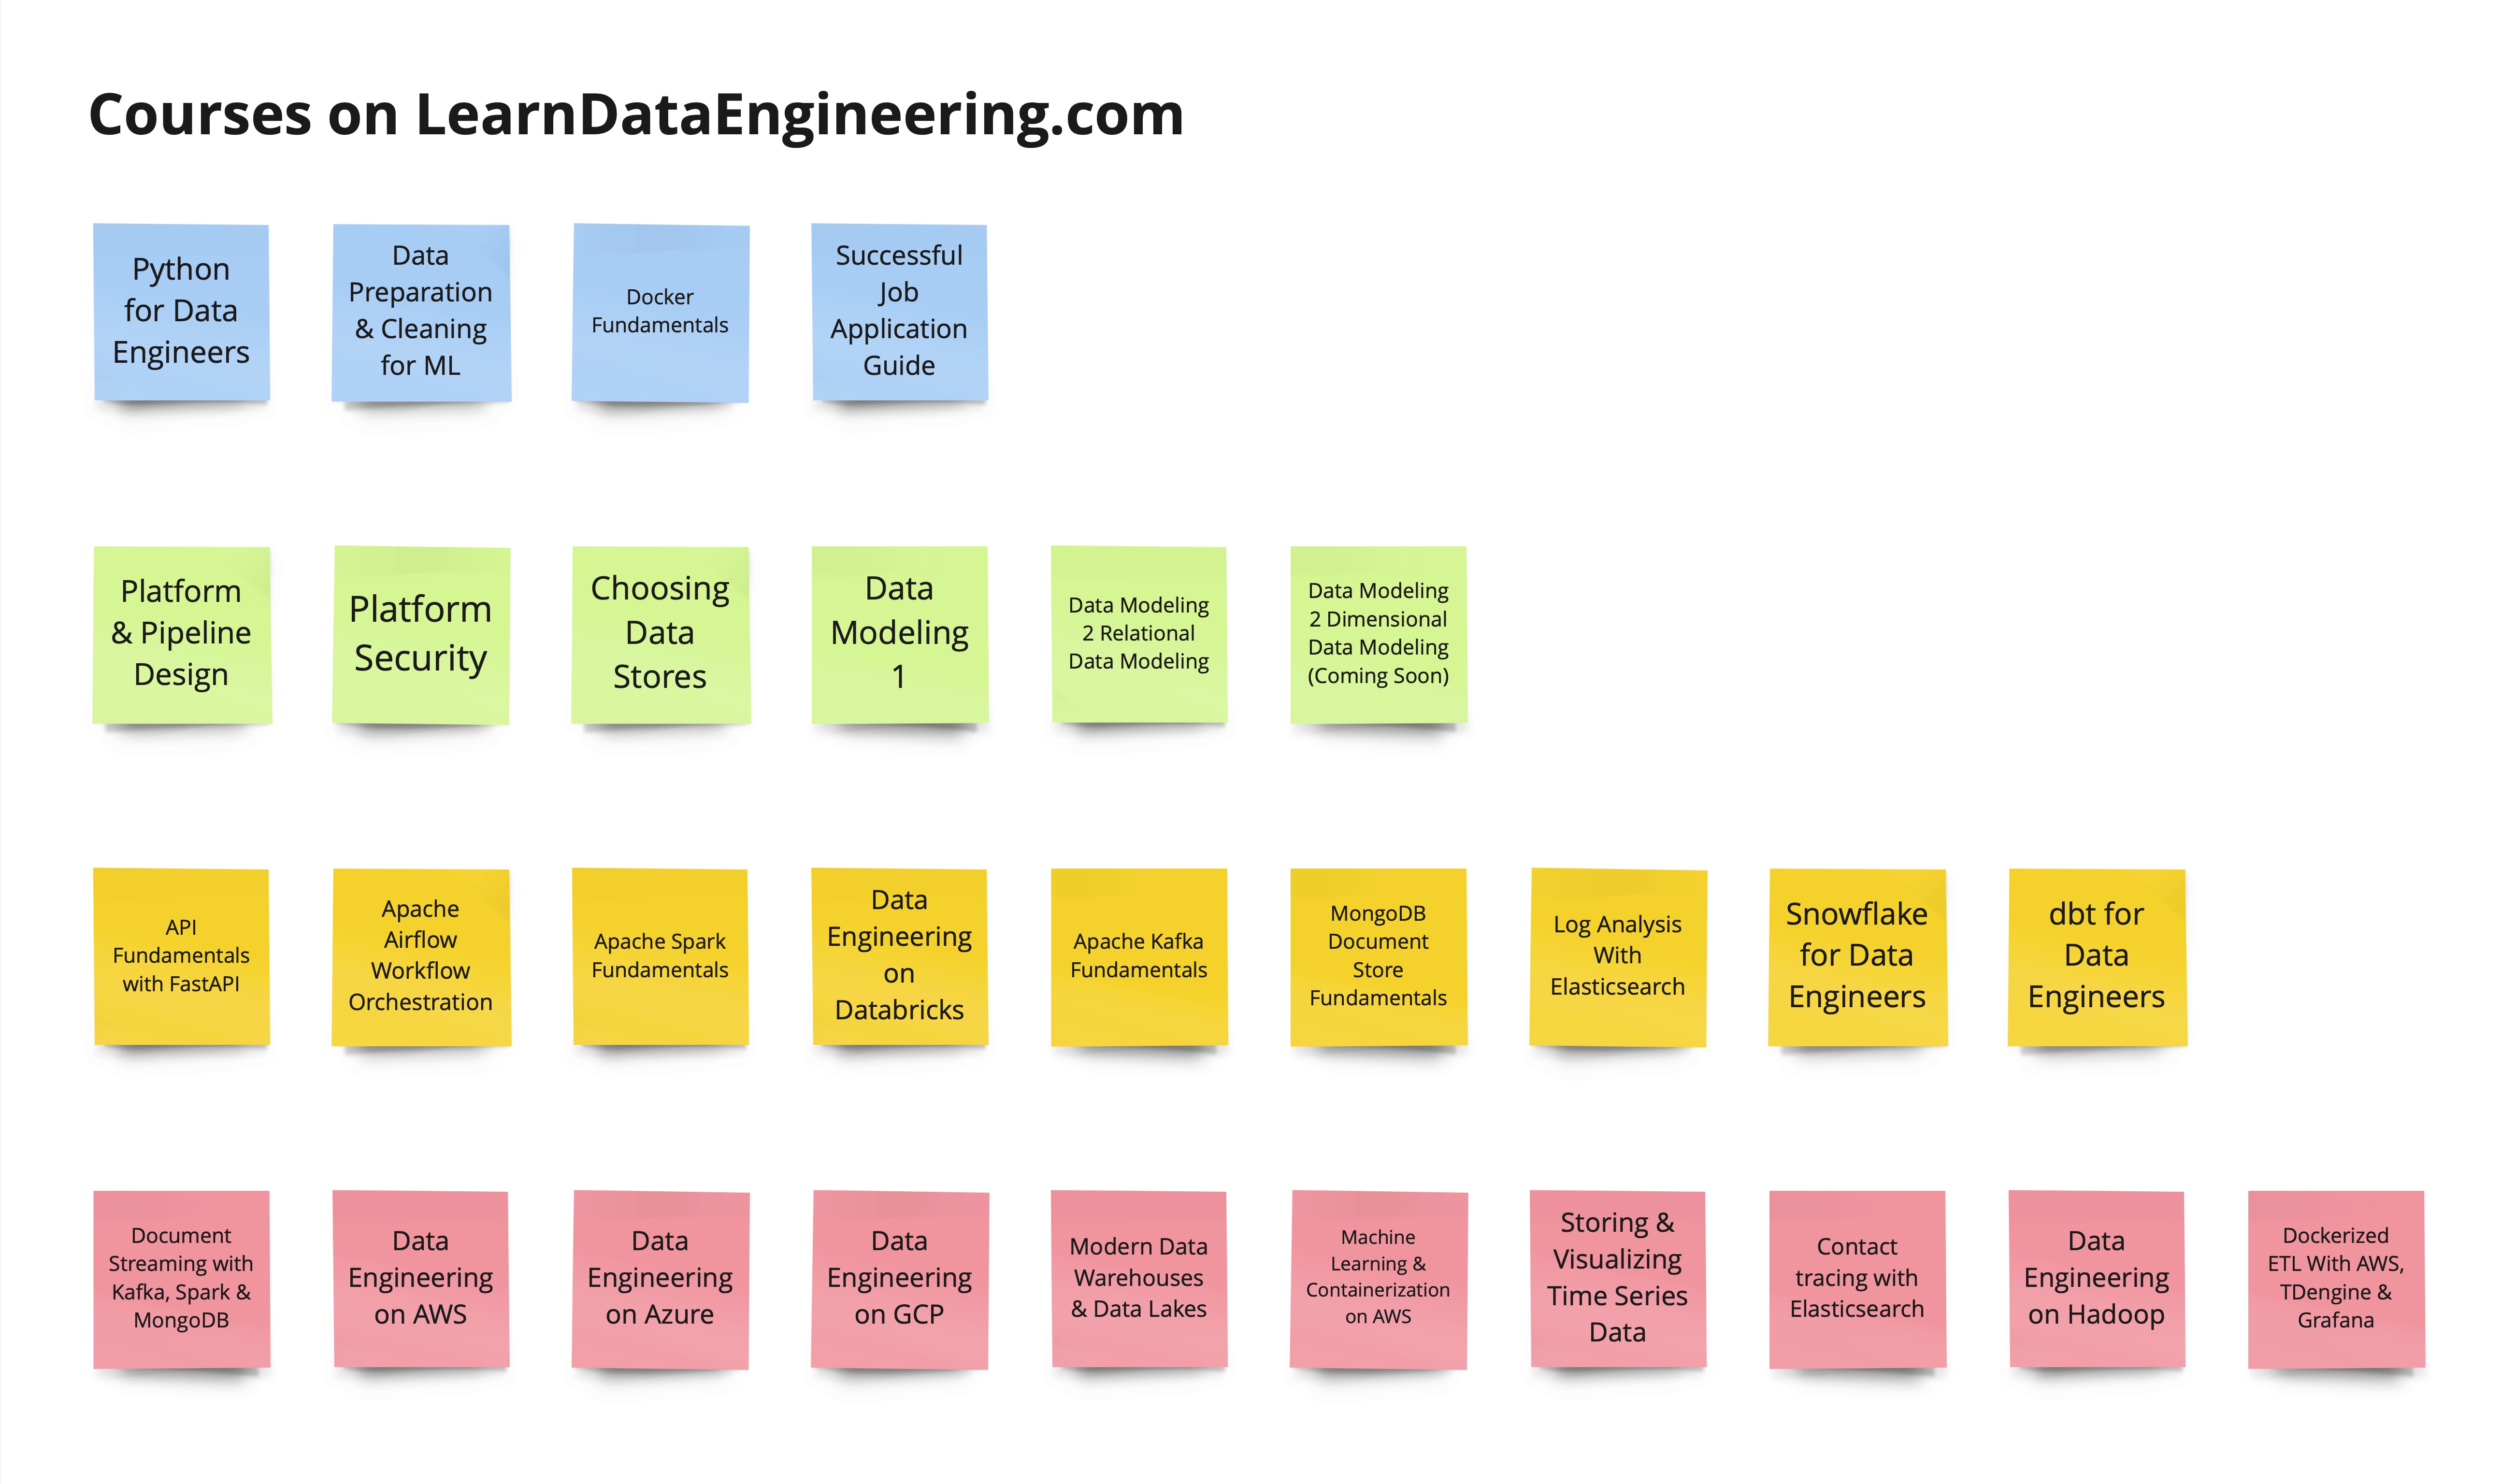 Courses on LearnDataEngineering.com
Python
for Data
Engineers
Data
Preparation
& Cleaning
for ML
Docker
Fundamentals
Successful
Job
Application
Guide
Platform
& Pipeline
Design
Platform
Security
Choosing
Data
Stores
Data
Modeling
1
Data Modeling
2 Relational
Data Modeling
Data Modeling
2 Dimensional
Data Modeling
(Coming Soon)
API
Fundamentals
with FastAPI
Apache
Airflow
Workflow
Orchestration
Apache Spark
Fundamentals
Data
Engineering
on
Databricks
Apache Kafka
Fundamentals
MongoDB
Document
Store
Fundamentals
Log Analysis
With
Elasticsearch
Snowflake
for Data
Engineers
dbt for
Data
Engineers
Document
Streaming with
Kafka, Spark &
MongoDB
Data
Engineering
on AWS
Data
Engineering
on Azure
Data
Engineering
on GCP
Modern Data
Warehouses
& Data Lakes
Machine
Learning &
Containerization
on AWS
Storing &
Visualizing
Time Series
Data
Contact
tracing with
Elasticsearch
Data
Engineering
on Hadoop
Dockerized
ETL With AWS,
TDengine &
Grafana